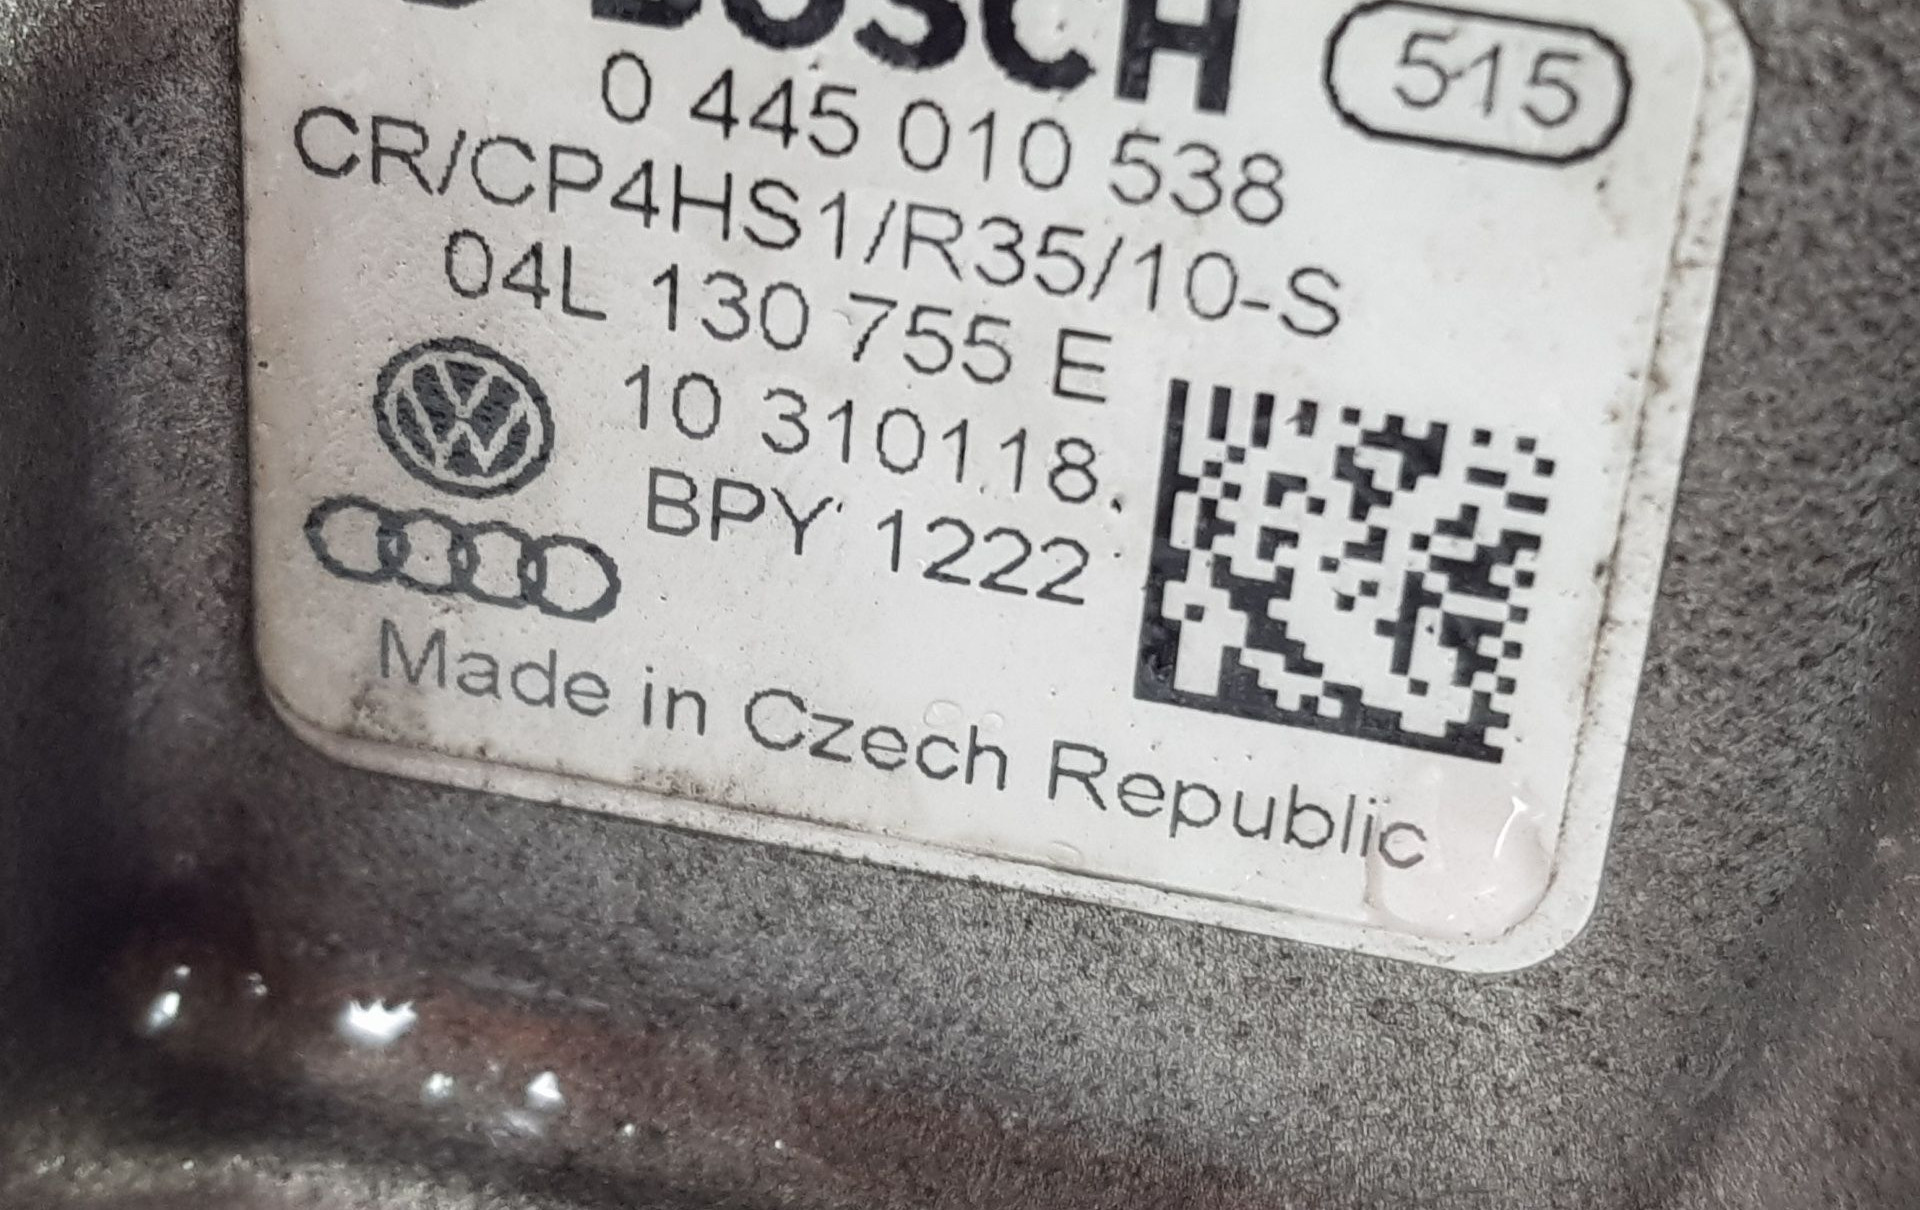 BOSCH
515
0 445 010 538
CR/CP4HS1/R35/10-S
04L 130 755 E
10 310118.
BPY 1222
Made in Czech Republic